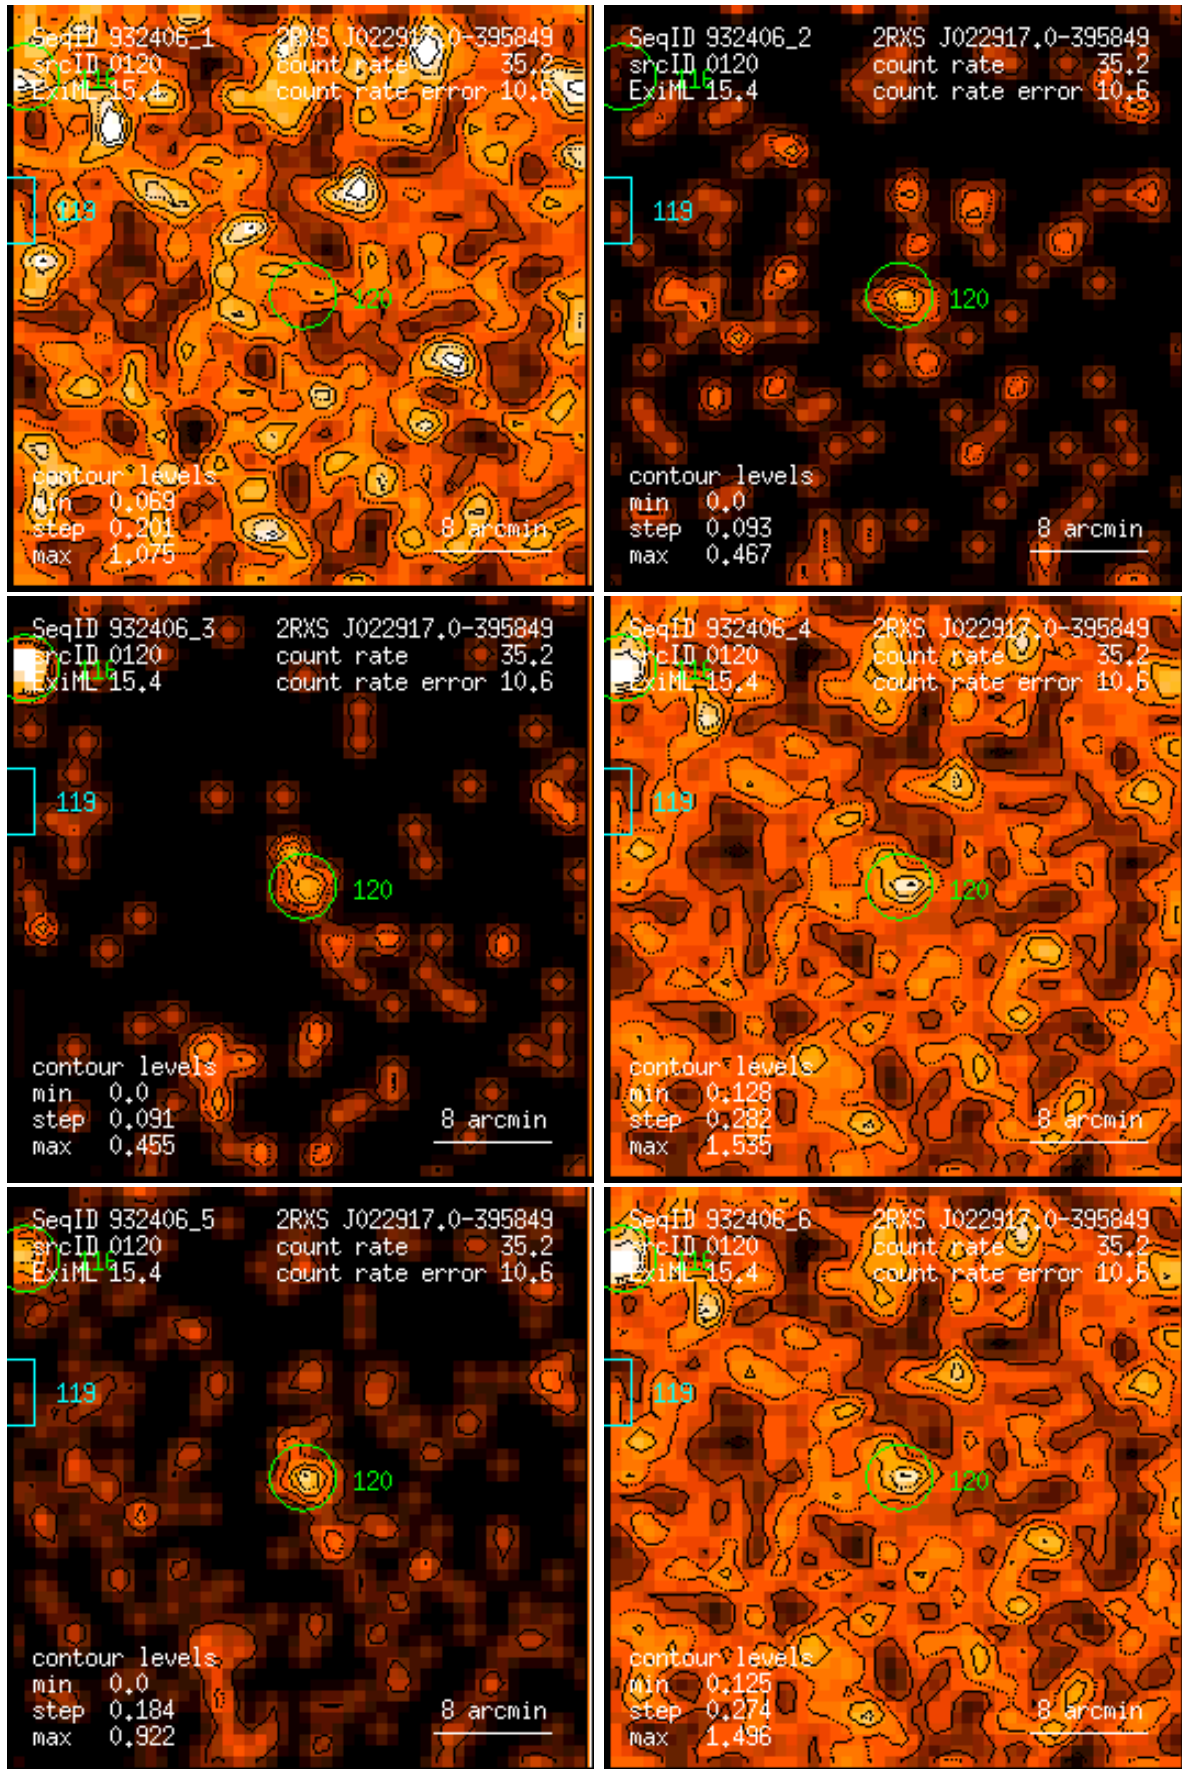 SeqID 932406_1 2RXS J022917.0-395849
srcID 0120 count rate 35.2
116
ExiML 15.4 count rate error 10.6
119
120
contour levels
min 0.069
step 0.201 8 arcmin
max 1.075
SeqID 932406_2 2RXS J022917.0-395849
srcID 0120 count rate 35.2
116
ExiML 15.4 count rate error 10.6
119
120
contour levels
min 0.0
step 0.093 8 arcmin
max 0.467
SeqID 932406_3 2RXS J022917.0-395849
srcID 0120 count rate 35.2
116
ExiML 15.4 count rate error 10.6
119
120
contour levels
min 0.0
step 0.091 8 arcmin
max 0.455
SeqID 932406_4 2RXS J022917.0-395849
srcID 0120 count rate 35.2
116
ExiML 15.4 count rate error 10.6
119
120
contour levels
min 0.128
step 0.282 8 arcmin
max 1.535
SeqID 932406_5 2RXS J022917.0-395849
srcID 0120 count rate 35.2
116
ExiML 15.4 count rate error 10.6
119
120
contour levels
min 0.0
step 0.184 8 arcmin
max 0.922
SeqID 932406_6 2RXS J022917.0-395849
srcID 0120 count rate 35.2
116
ExiML 15.4 count rate error 10.6
119
120
contour levels
min 0.125
step 0.274 8 arcmin
max 1.496